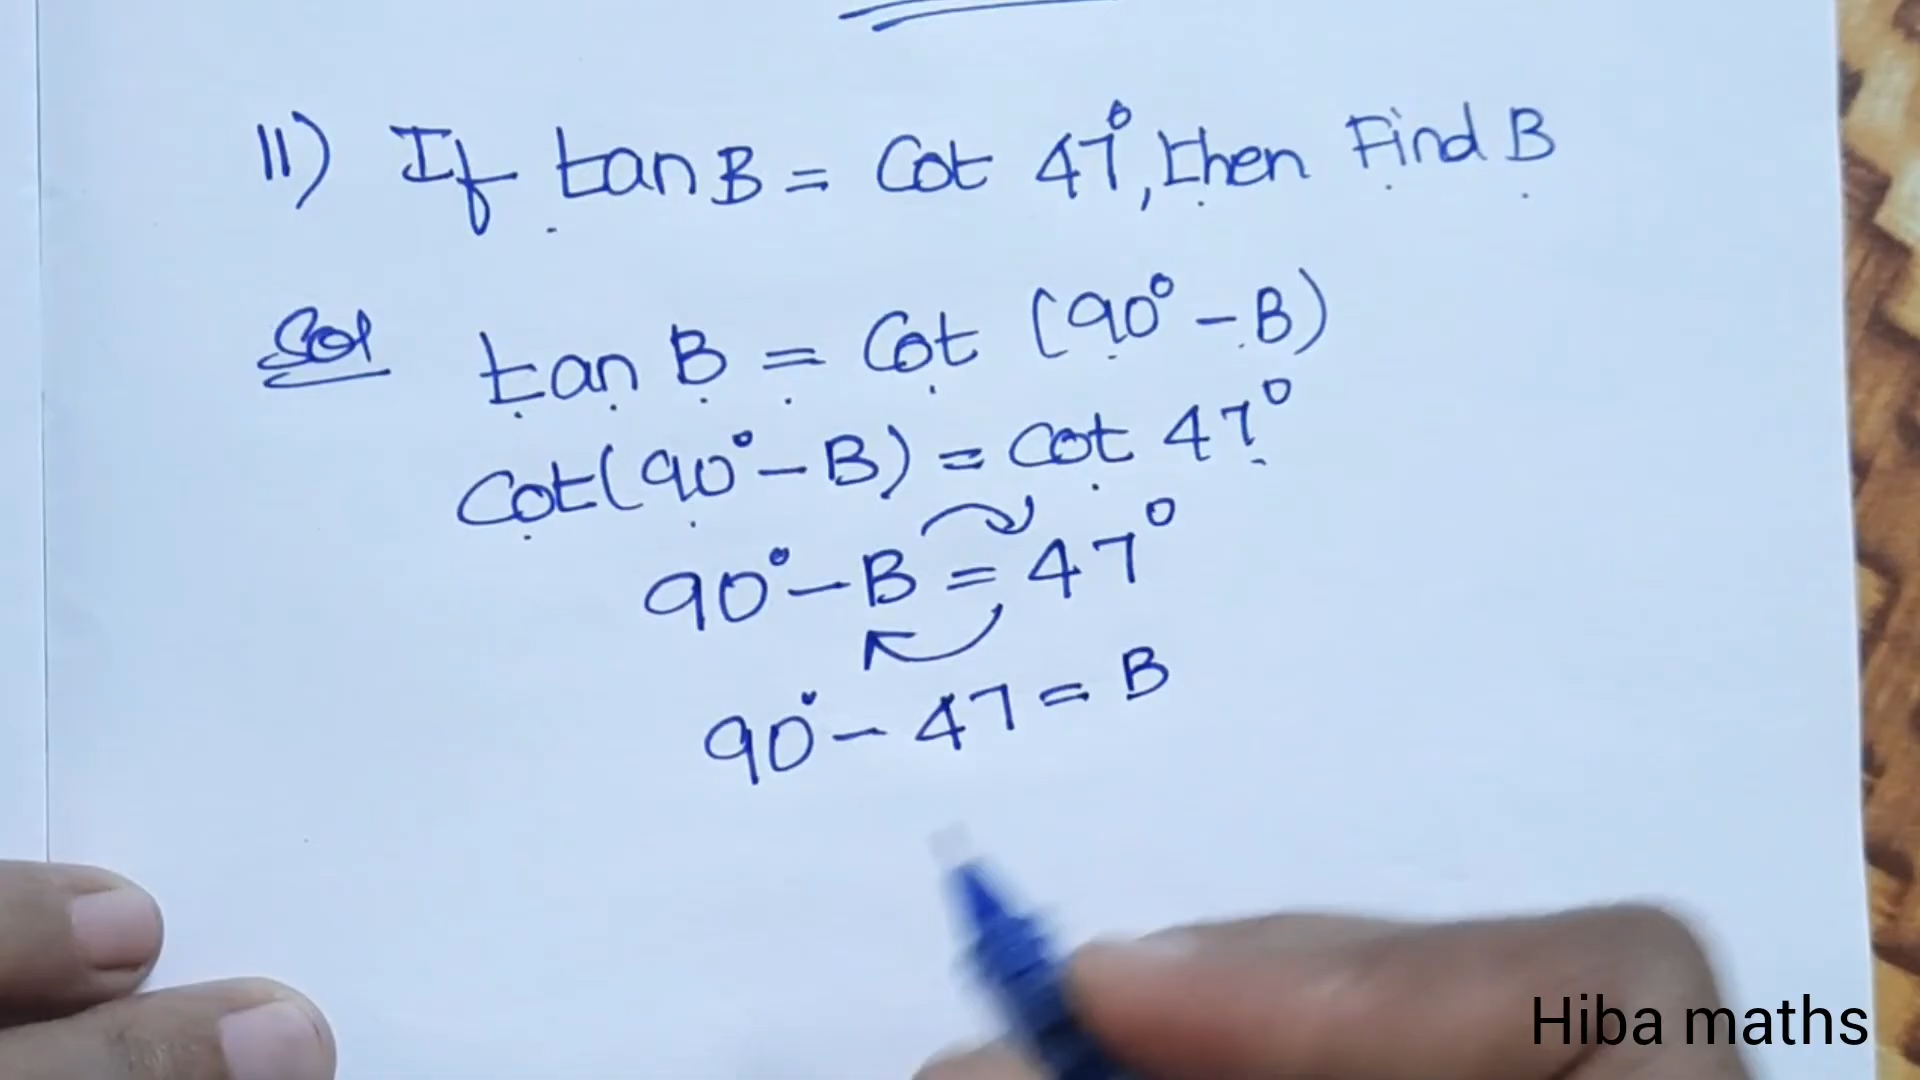 11) If tan B = Cot 47°, then Find B
Sol tan B = Cot (90° - B)
Cot(90° - B) = Cot 47°
90° - B = 47°
90° - 47 = B
Hiba maths